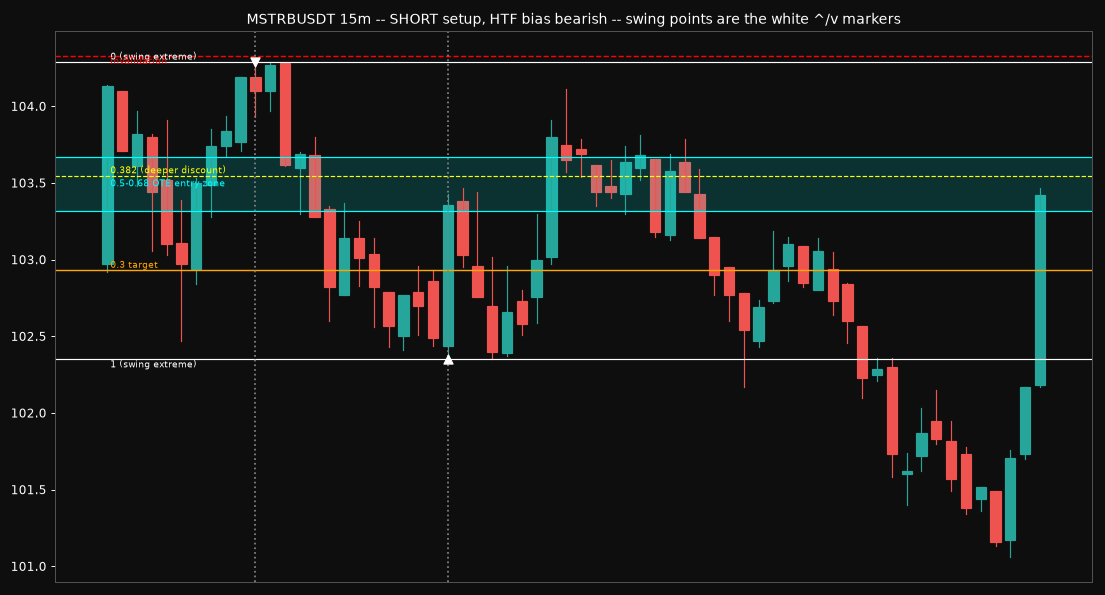 MSTRBUSDT 15m -- SHORT setup, HTF bias bearish -- swing points are the white ^/v markers
0 (swing extreme)
104.0
0.382 (deeper discount)
103.5
0.5-0.68 OTE entry zone
103.0
0.3 target
102.5
1 (swing extreme)
102.0
101.5
101.0